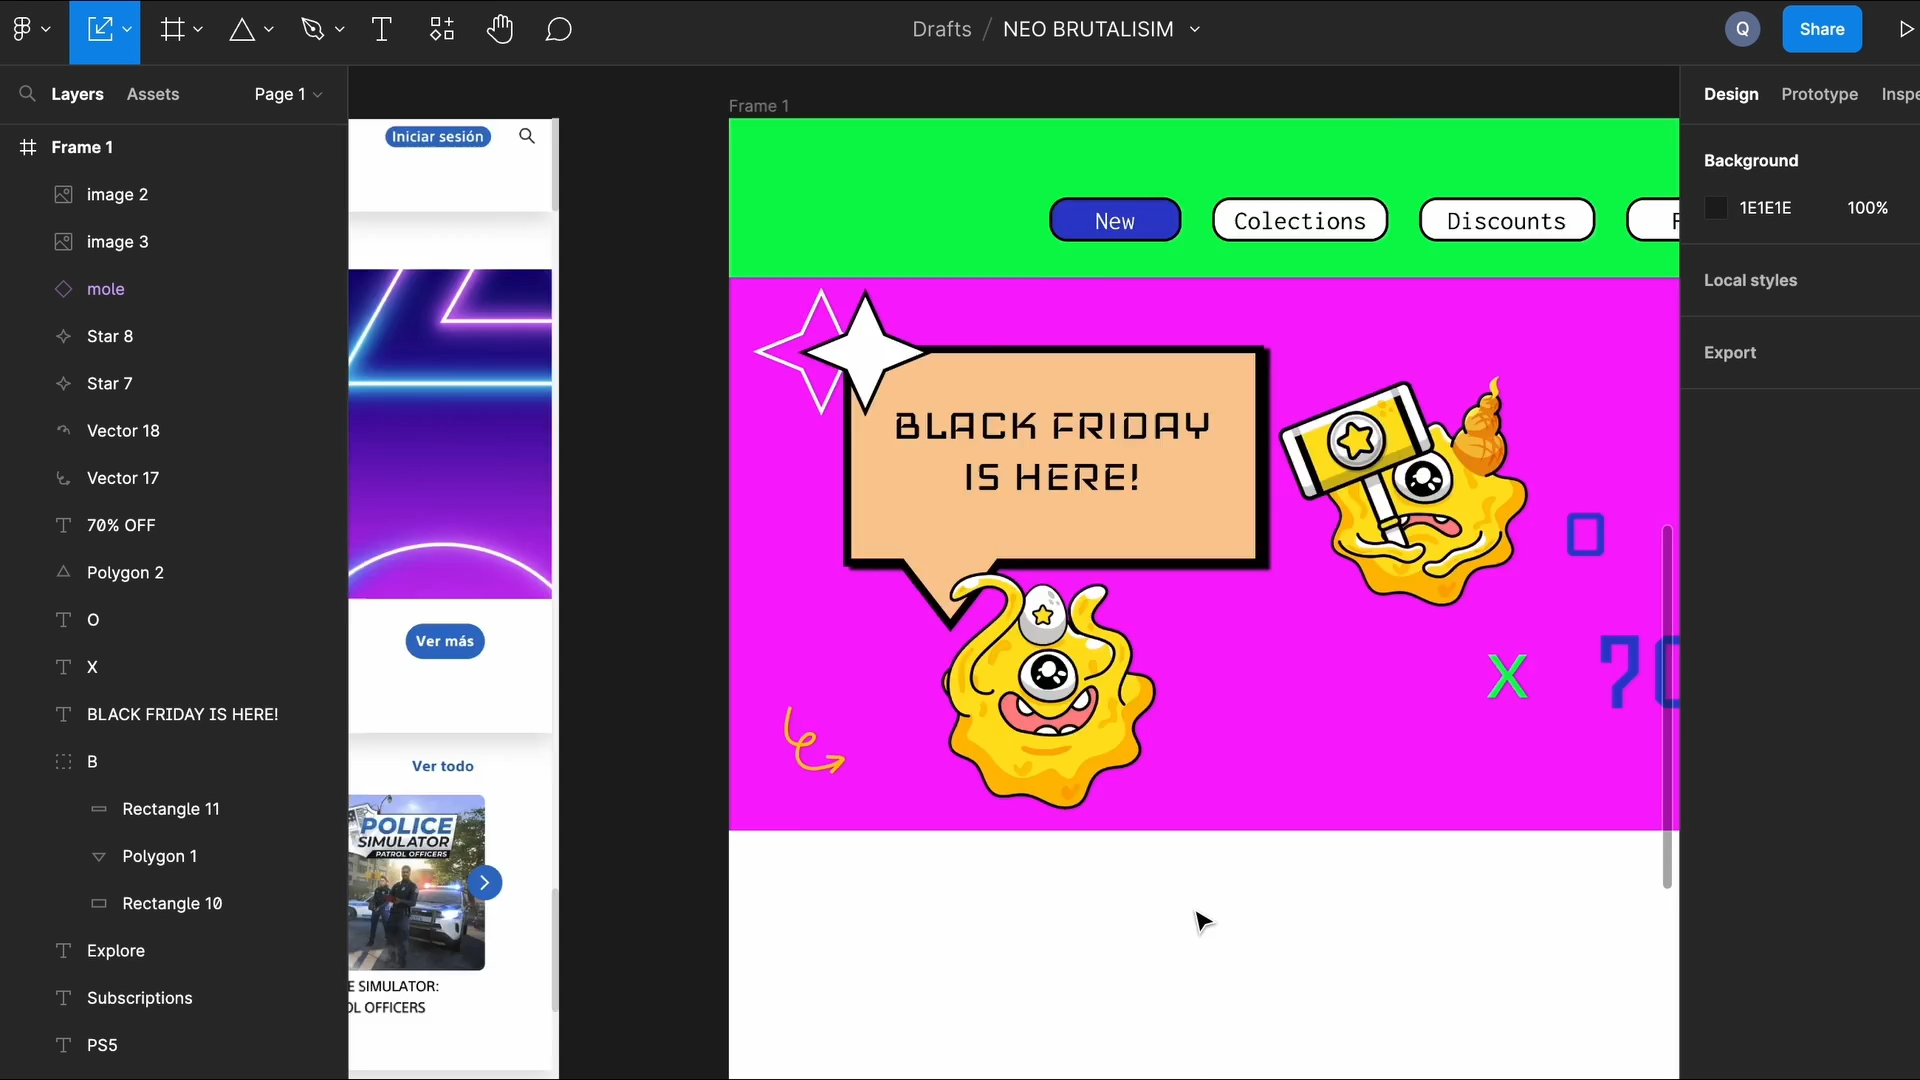 Drafts / NEO BRUTALISIM
Q
Share
Layers
Assets
Page 1
Design
Prototype
Frame 1
image 2
image 3
mole
Star 8
Star 7
Vector 18
Vector 17
70% OFF
Polygon 2
O
X
BLACK FRIDAY IS HERE!
B
Rectangle 11
Polygon 1
Rectangle 10
Explore
Subscriptions
PS5
Iniciar sesión
Ver más
Ver todo
POLICE
SIMULATOR
PATROL OFFICERS
SIMULATOR:
OFFICERS
Frame 1
New
Colections
Discounts
BLACK FRIDAY
IS HERE!
O
X
Background
1E1E1E
100%
Local styles
Export